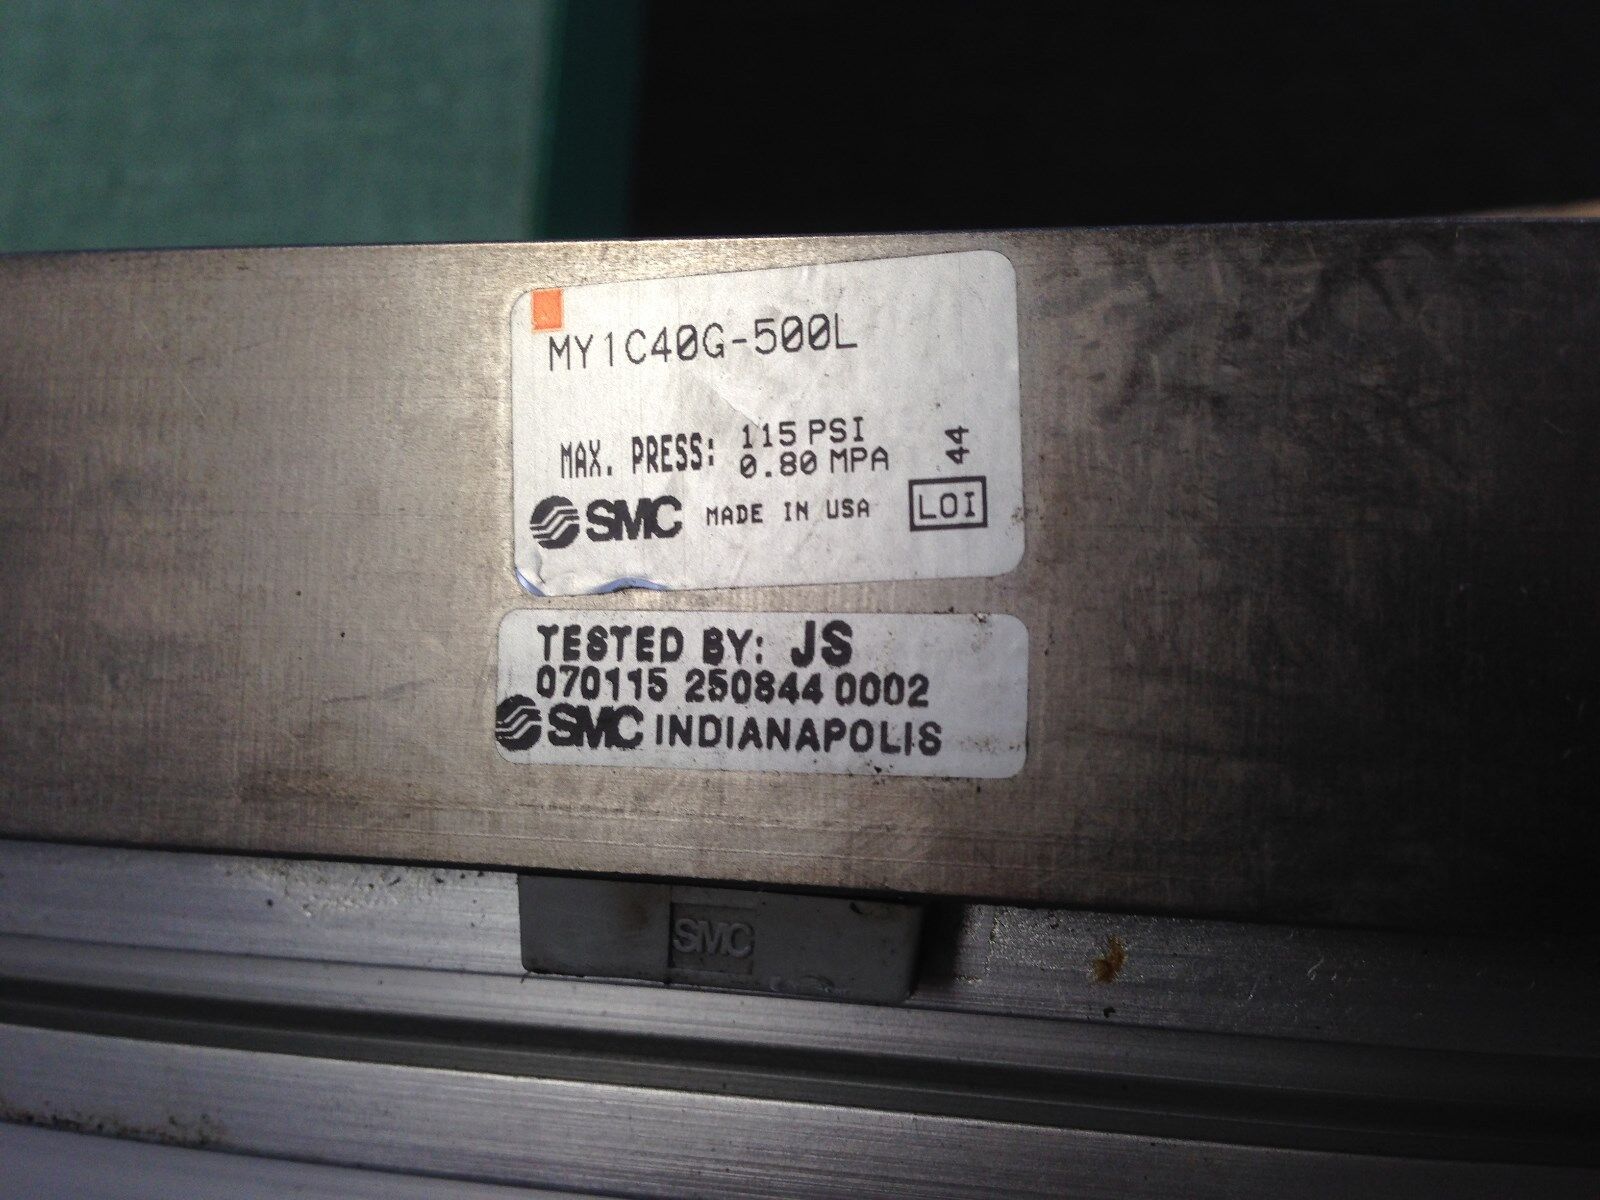 MY1C40G-500L
MAX. PRESS: 115 PSI
0.80 MPA
44
SMC MADE IN USA LOI
TESTED BY: JS
070115 250844 0002
SMC INDIANAPOLIS
SMC